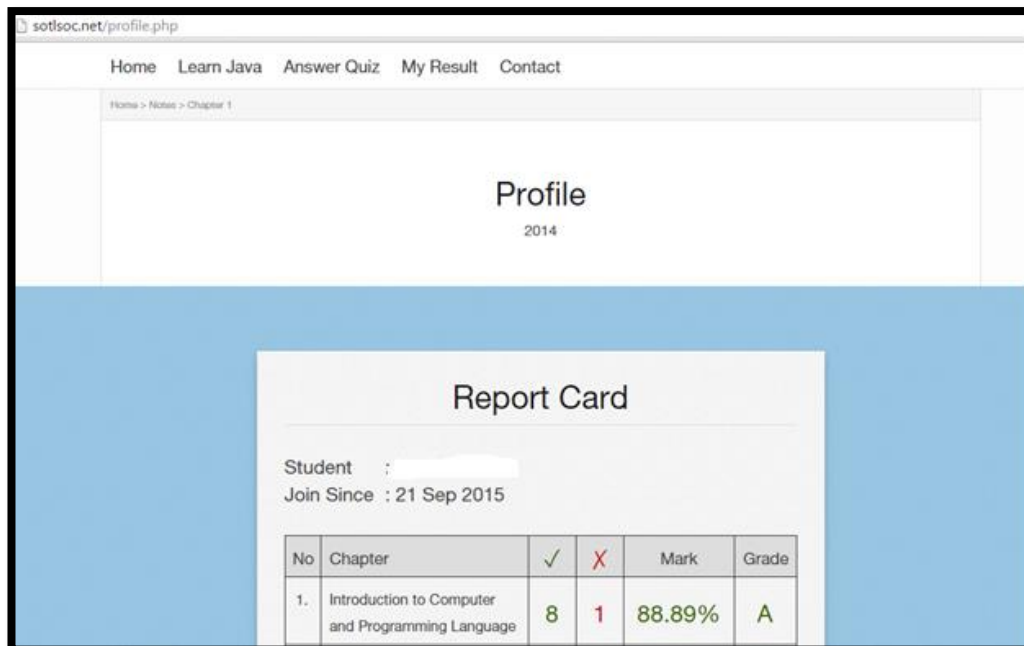 sotlsoc.net/profile.php
Home Learn Java Answer Quiz My Result Contact
Home > Notes > Chapter 1
Profile
2014
Report Card
Student :
Join Since : 21 Sep 2015
No Chapter ✓ ✗ Mark Grade
1. Introduction to Computer
and Programming Language 8 1 88.89% A